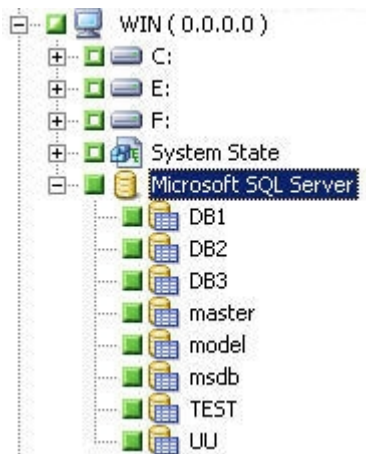 WIN ( 0.0.0.0 )
C:
E:
F:
System State
Microsoft SQL Server
DB1
DB2
DB3
master
model
msdb
TEST
UU